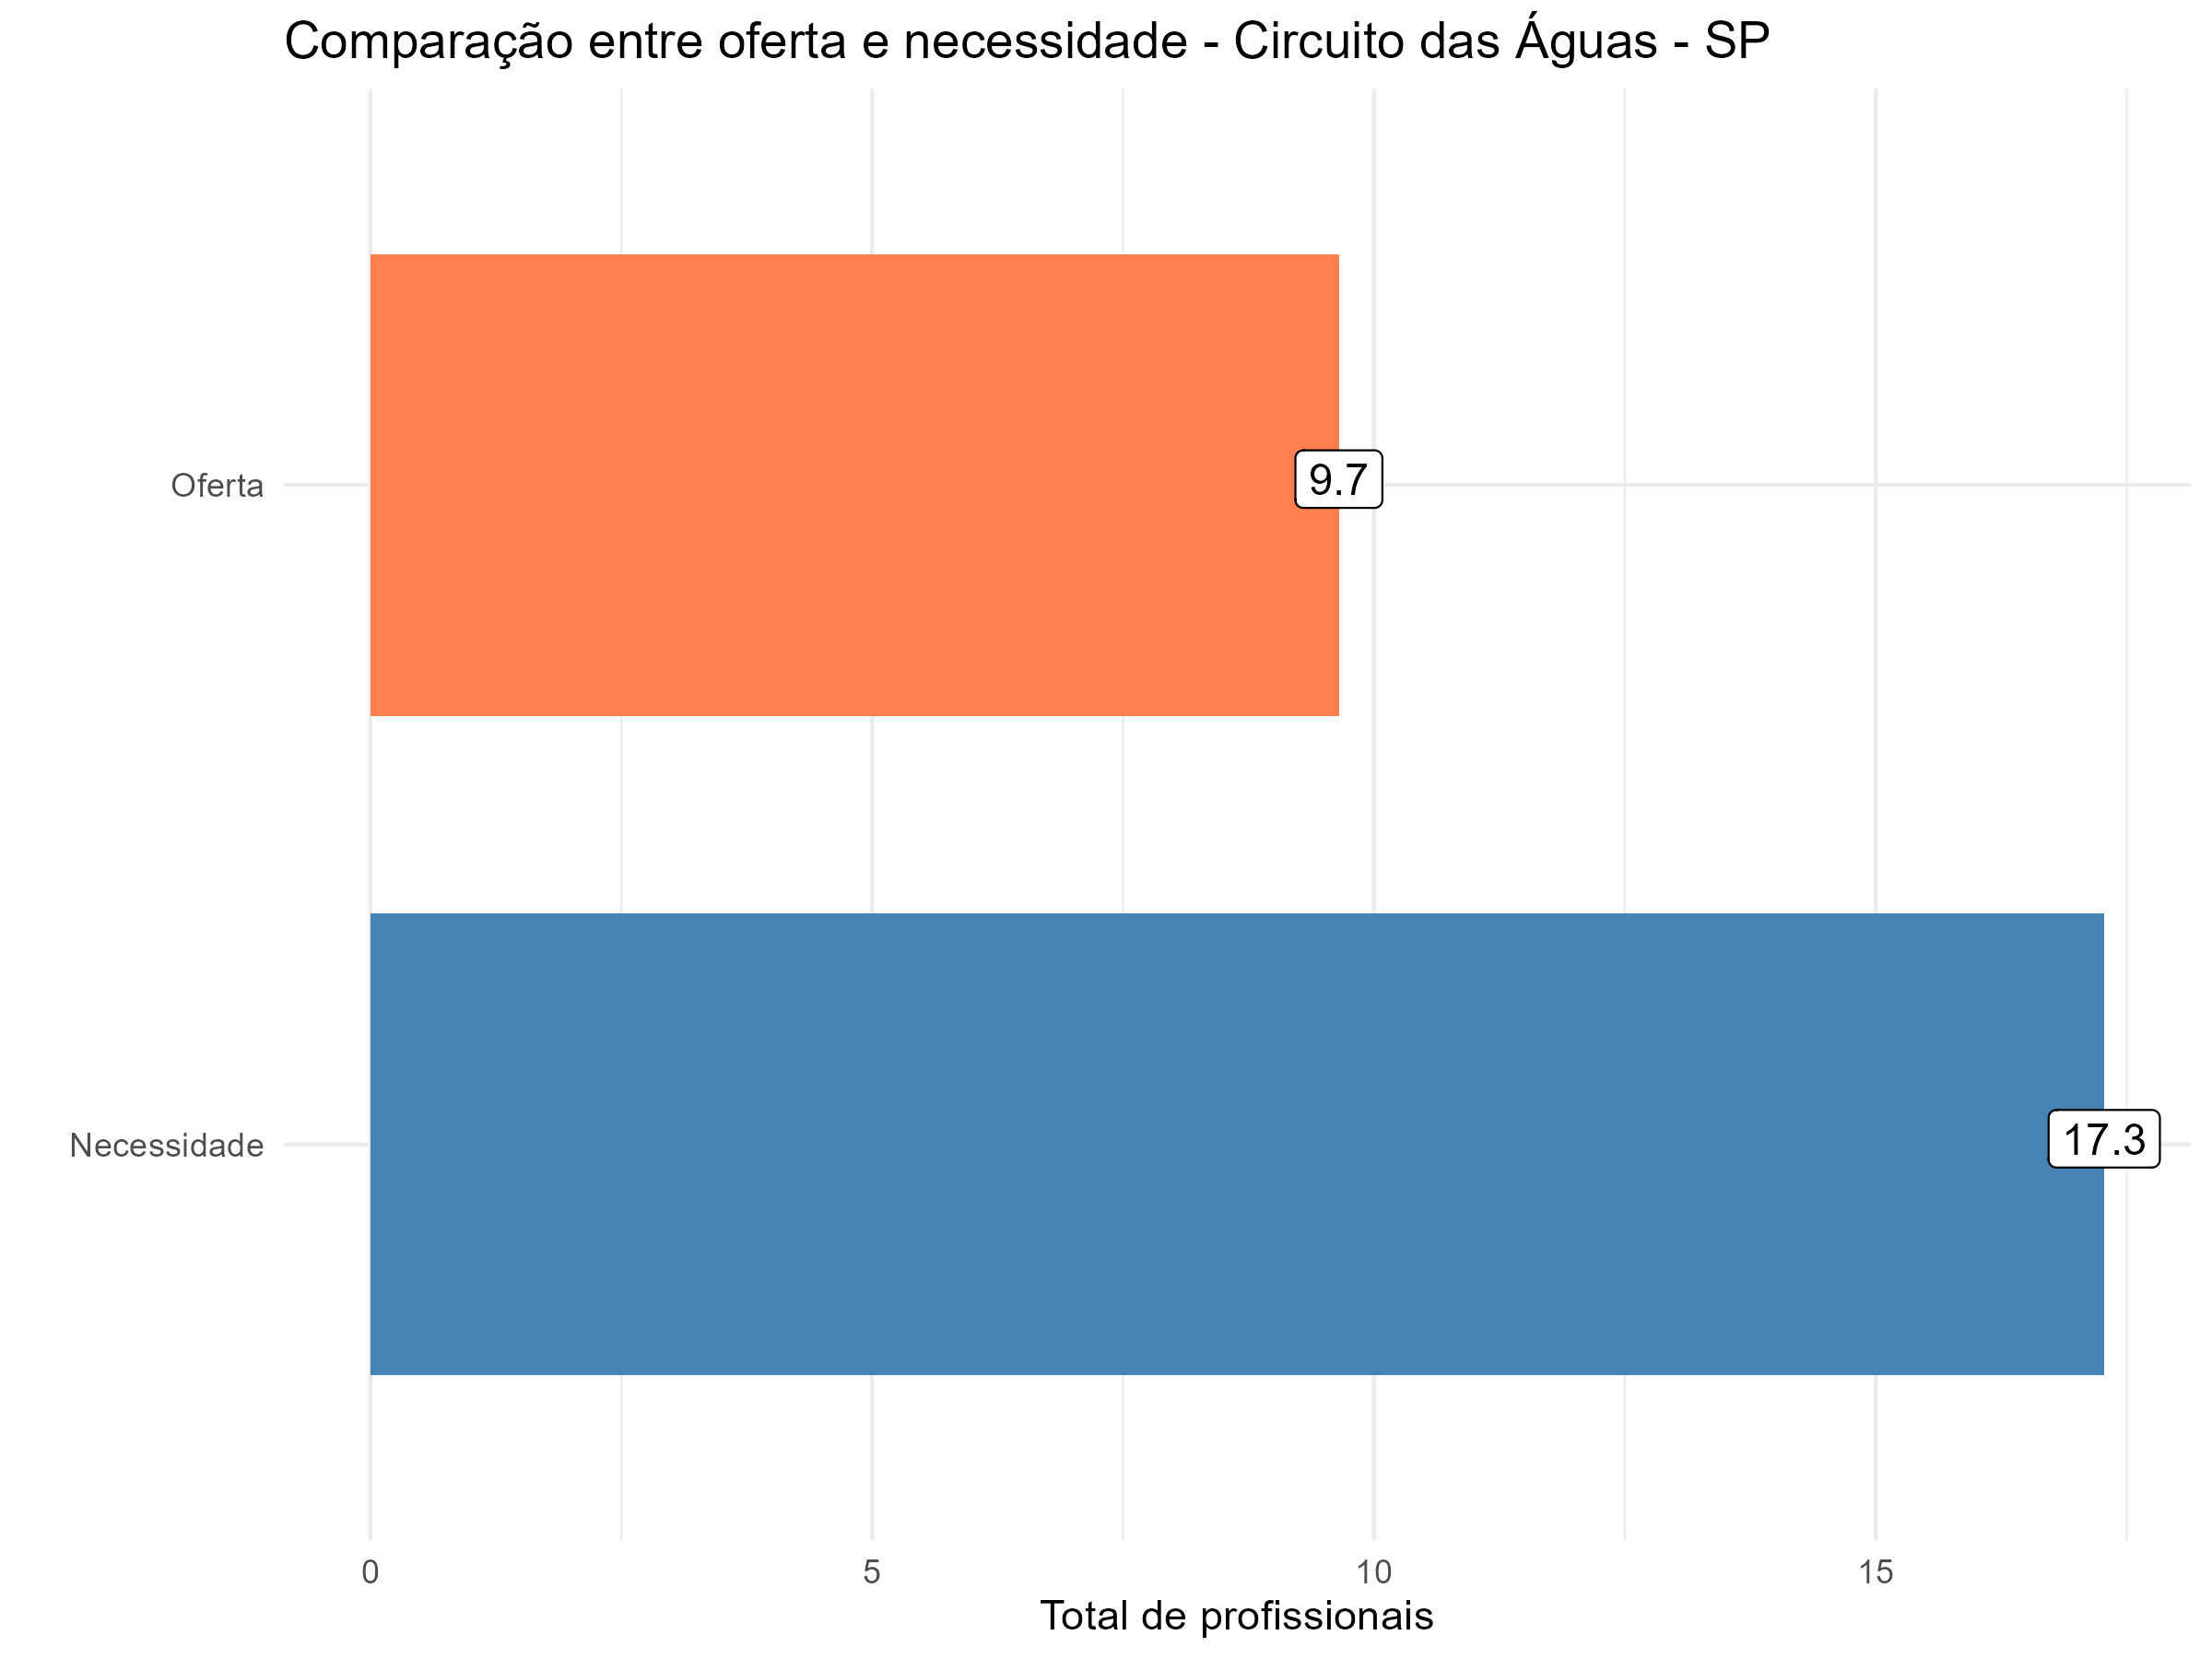 Comparação entre oferta e necessidade - Circuito das Águas - SP
Oferta
9.7
Necessidade
17.3
0 5 10 15
Total de profissionais